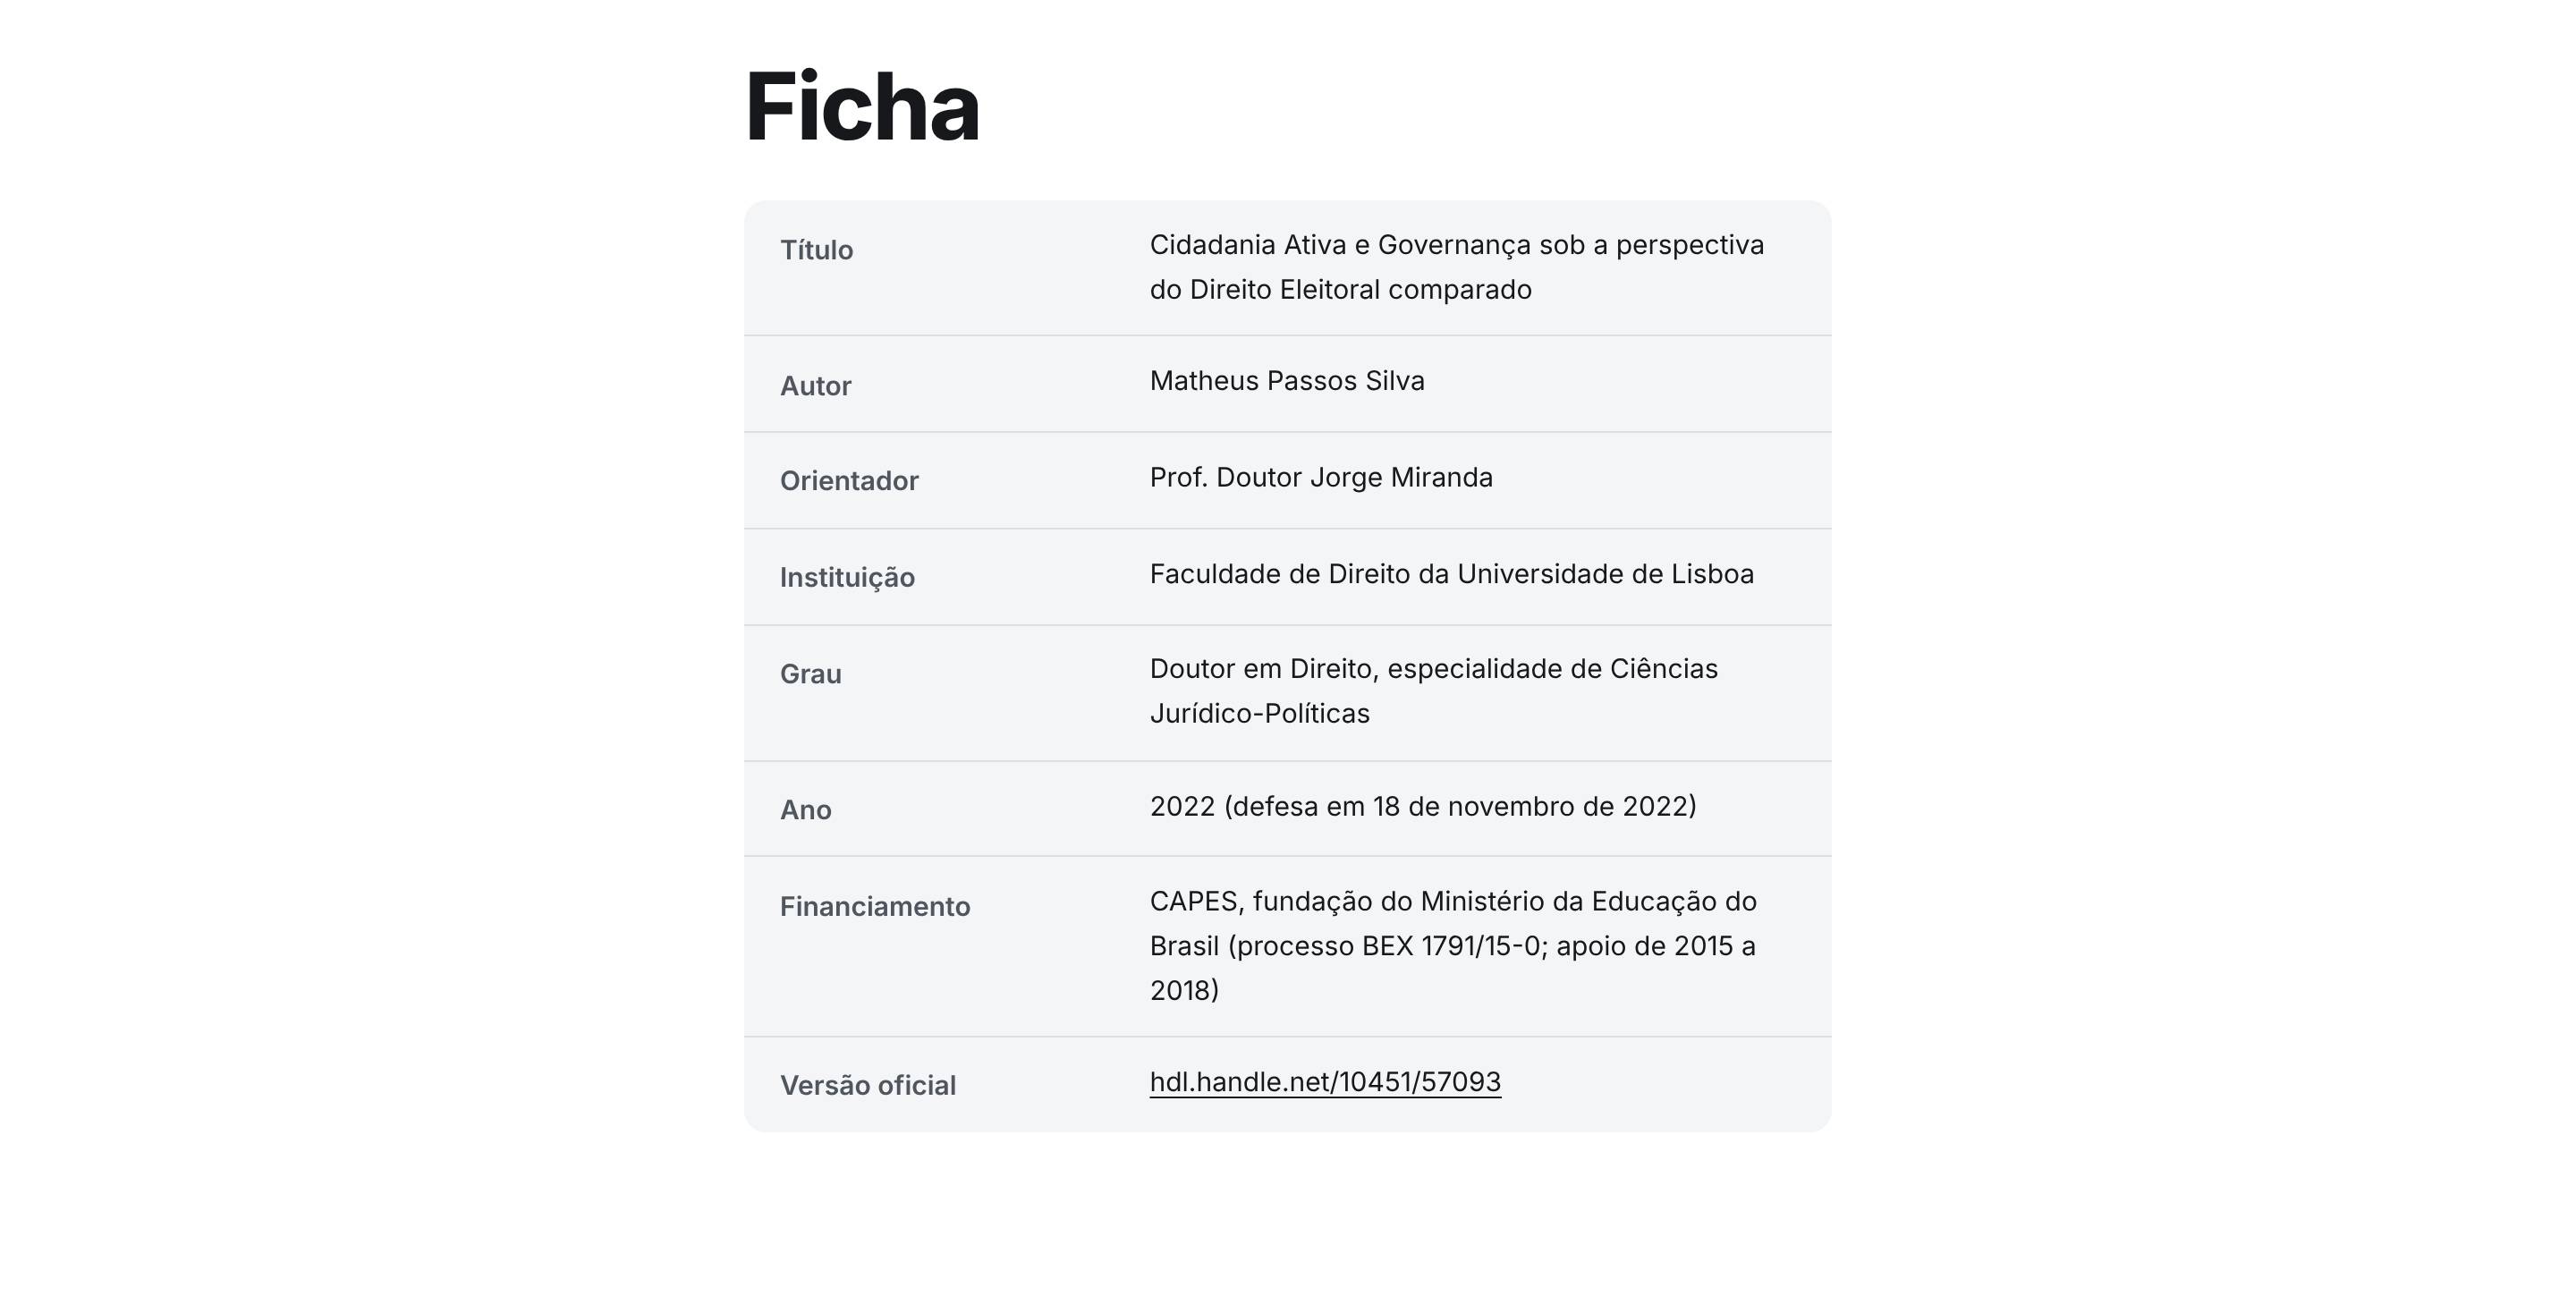 Ficha
Título
Cidadania Ativa e Governança sob a perspectiva
do Direito Eleitoral comparado
Autor
Matheus Passos Silva
Orientador
Prof. Doutor Jorge Miranda
Instituição
Faculdade de Direito da Universidade de Lisboa
Grau
Doutor em Direito, especialidade de Ciências
Jurídico-Políticas
Ano
2022 (defesa em 18 de novembro de 2022)
Financiamento
CAPES, fundação do Ministério da Educação do
Brasil (processo BEX 1791/15-0; apoio de 2015 a
2018)
Versão oficial
hdl.handle.net/10451/57093